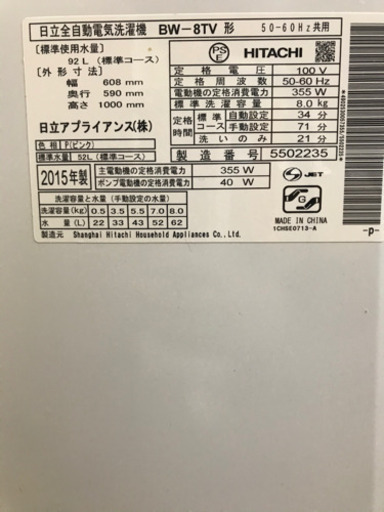 日立全自動電気洗濯機 BW-8TV 形 50-60Hz共用
[標準使用水量]
92L (標準コース)
[外形寸法]
幅 608 mm
奥行 590 mm
高さ 1000 mm
日立アプライアンス(株)
色相 P(ピンク)
標準水量 52L (標準コース)
PSE HITACHI
定格電圧 100 V
定格周波数 50-60 Hz
電動機の定格消費電力 355 W
標準洗濯容量 8.0 kg
定格時間 標準コース 自動設定 34 分
手動設定 71 分
洗いのみ 21 分
製造番号 5502235
2015年製
主電動機の定格消費電力 355 W
ポンプ電動機の定格消費電力 40 W
JET
洗濯容量と水量 (手動設定の水量)
洗濯容量(kg) 0.5 3.5 5.5 7.0 8.0
水量(L) 22 33 43 52 62
MADE IN CHINA
1CHSE0713-A
製造元 Shanghai Hitachi Household Appliances Co., Ltd.
-P-